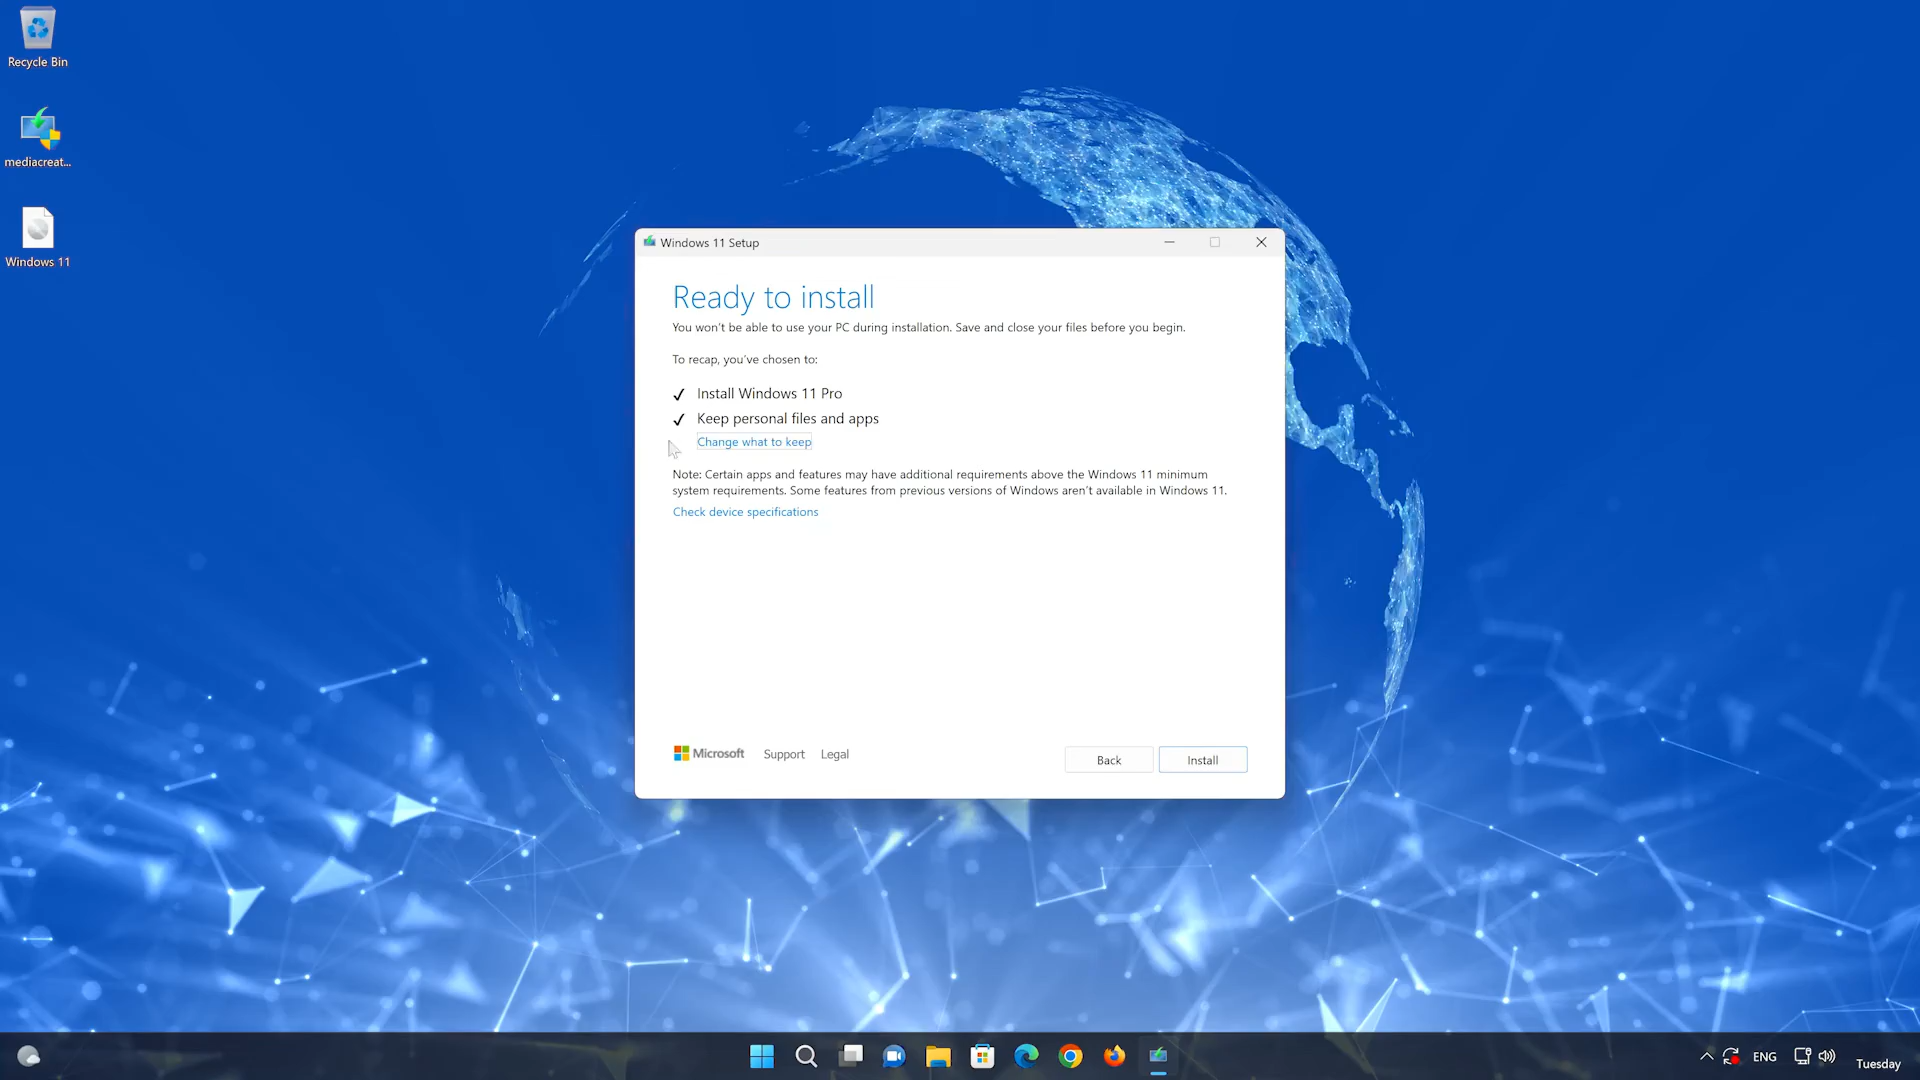 Recycle Bin
mediacreat...
Windows 11
Windows 11 Setup
Ready to install
You won't be able to use your PC during installation. Save and close your files before you begin.
To recap, you've chosen to:
Install Windows 11 Pro
Keep personal files and apps
Change what to keep
Note: Certain apps and features may have additional requirements above the Windows 11 minimum
system requirements. Some features from previous versions of Windows aren't available in Windows 11.
Check device specifications
Microsoft Support Legal
Back Install
ENG
Tuesday